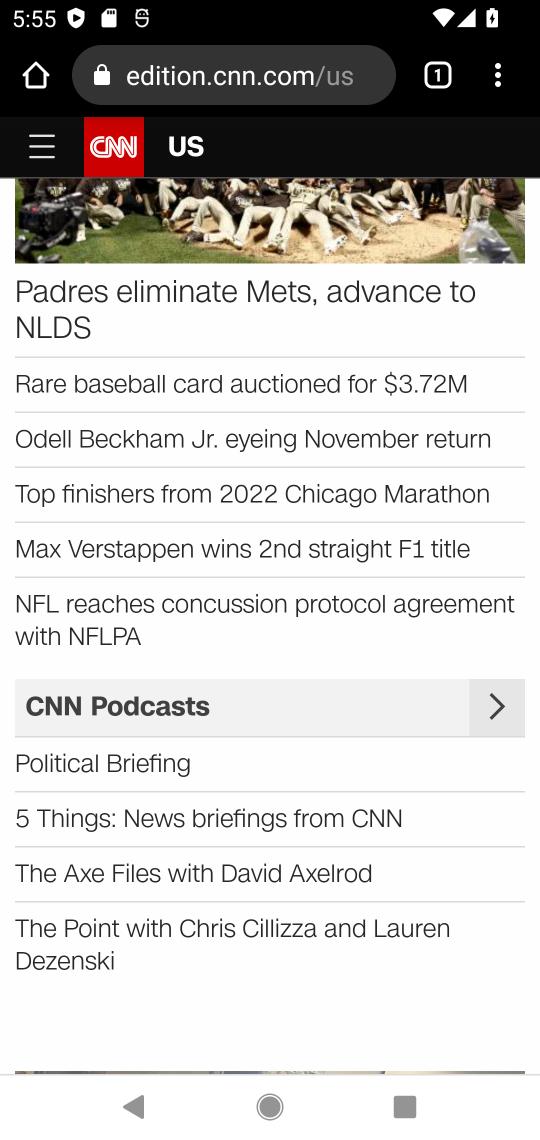 5:55
edition.cnn.com/us
1
CNN US
Padres eliminate Mets, advance to
NLDS
Rare baseball card auctioned for $3.72M
Odell Beckham Jr. eyeing November return
Top finishers from 2022 Chicago Marathon
Max Verstappen wins 2nd straight F1 title
NFL reaches concussion protocol agreement
with NFLPA
CNN Podcasts
Political Briefing
5 Things: News briefings from CNN
The Axe Files with David Axelrod
The Point with Chris Cillizza and Lauren
Dezenski